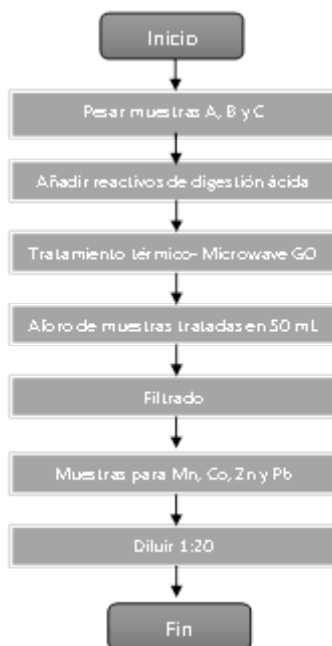 Inicio
Pesar muestras A, B y C
Añadir reactivos de digestión ácida
Tratamiento térmico- Microwave GO
Aforo de muestras tratadas en 50 mL
Filtrado
Muestras para Mn, Co, Zn y Pb
Diluir 1:20
Fin